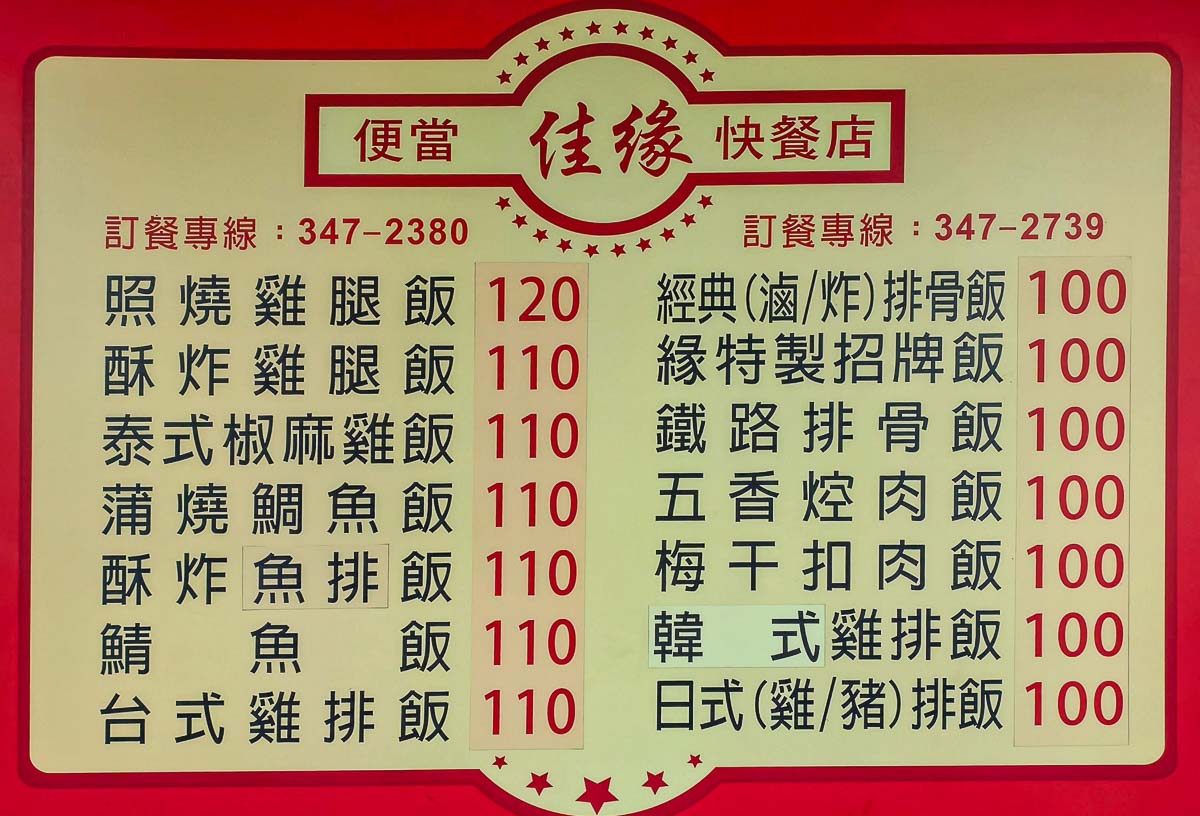 便當 佳緣 快餐店
訂餐專線：347-2380
照燒雞腿飯 120
酥炸雞腿飯 110
泰式椒麻雞飯 110
蒲燒鯛魚飯 110
酥炸魚排飯 110
鯖魚飯 110
台式雞排飯 110
訂餐專線：347-2739
經典(滷/炸)排骨飯 100
緣特製招牌飯 100
鐵路排骨飯 100
五香焢肉飯 100
梅干扣肉飯 100
韓式雞排飯 100
日式(雞/豬)排飯 100